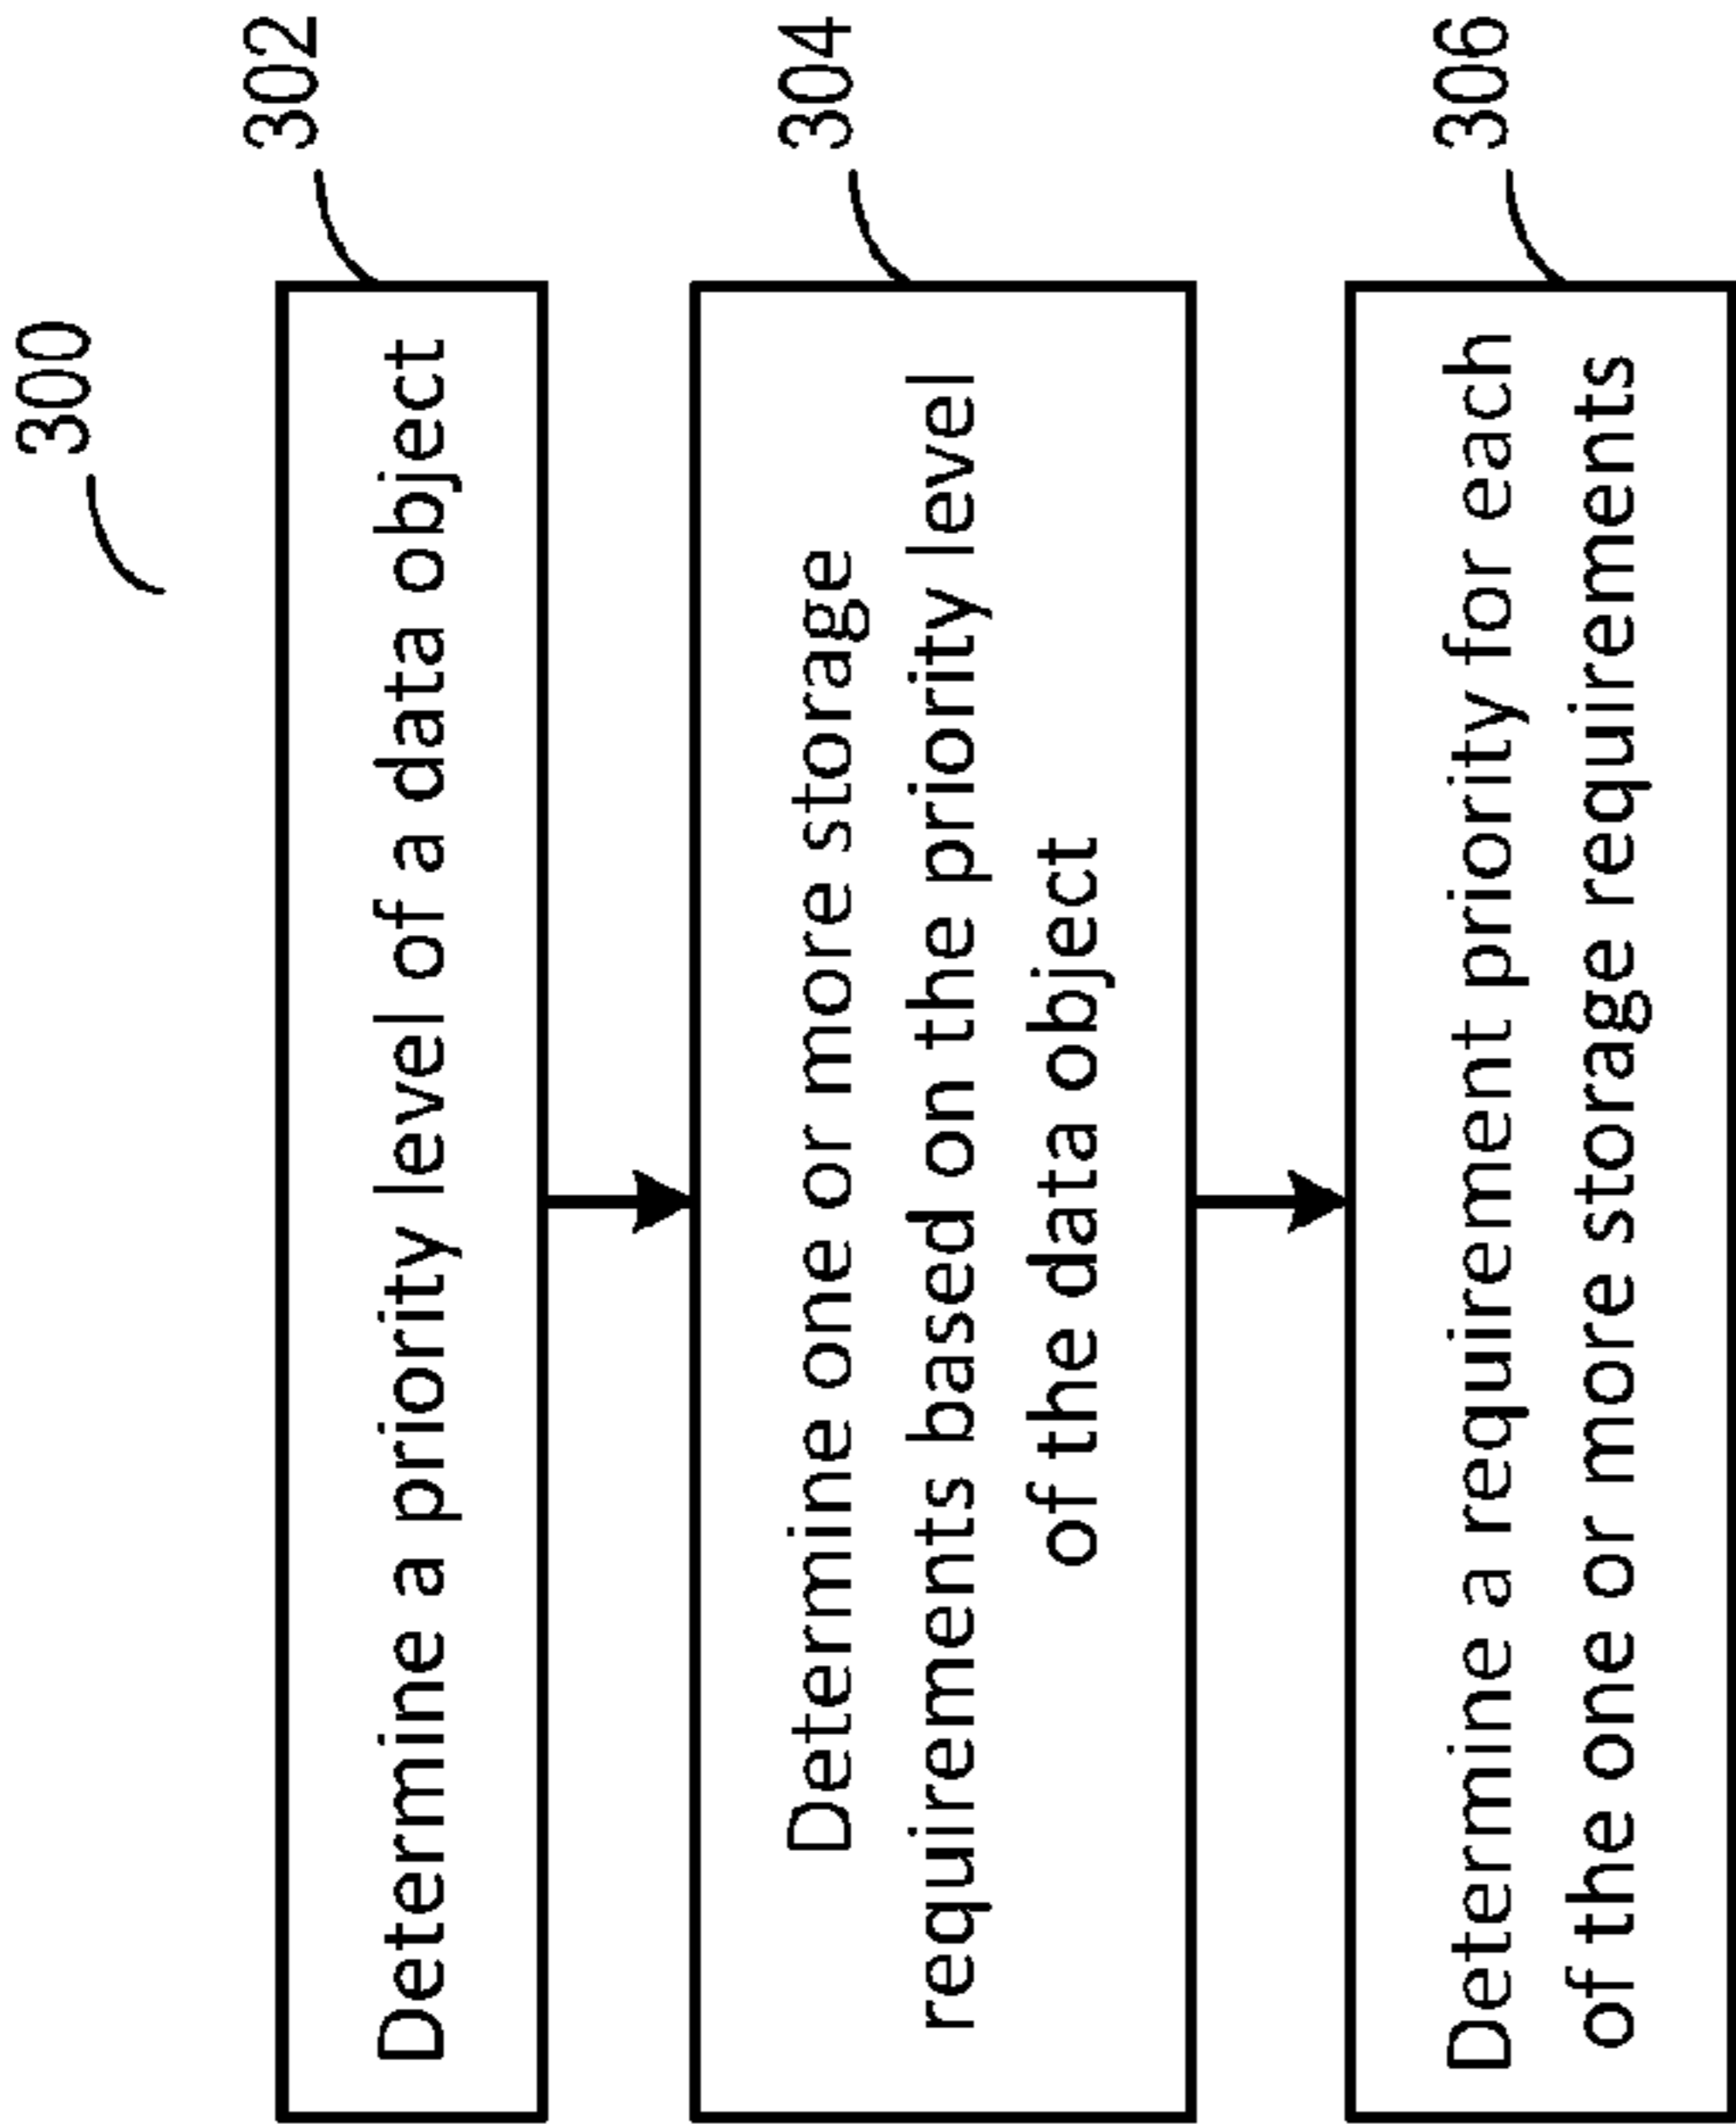 300
302
Determine a priority level of a data object
304
Determine one or more storage
requirements based on the priority level
of the data object
306
Determine a requirement priority for each
of the one or more storage requirements